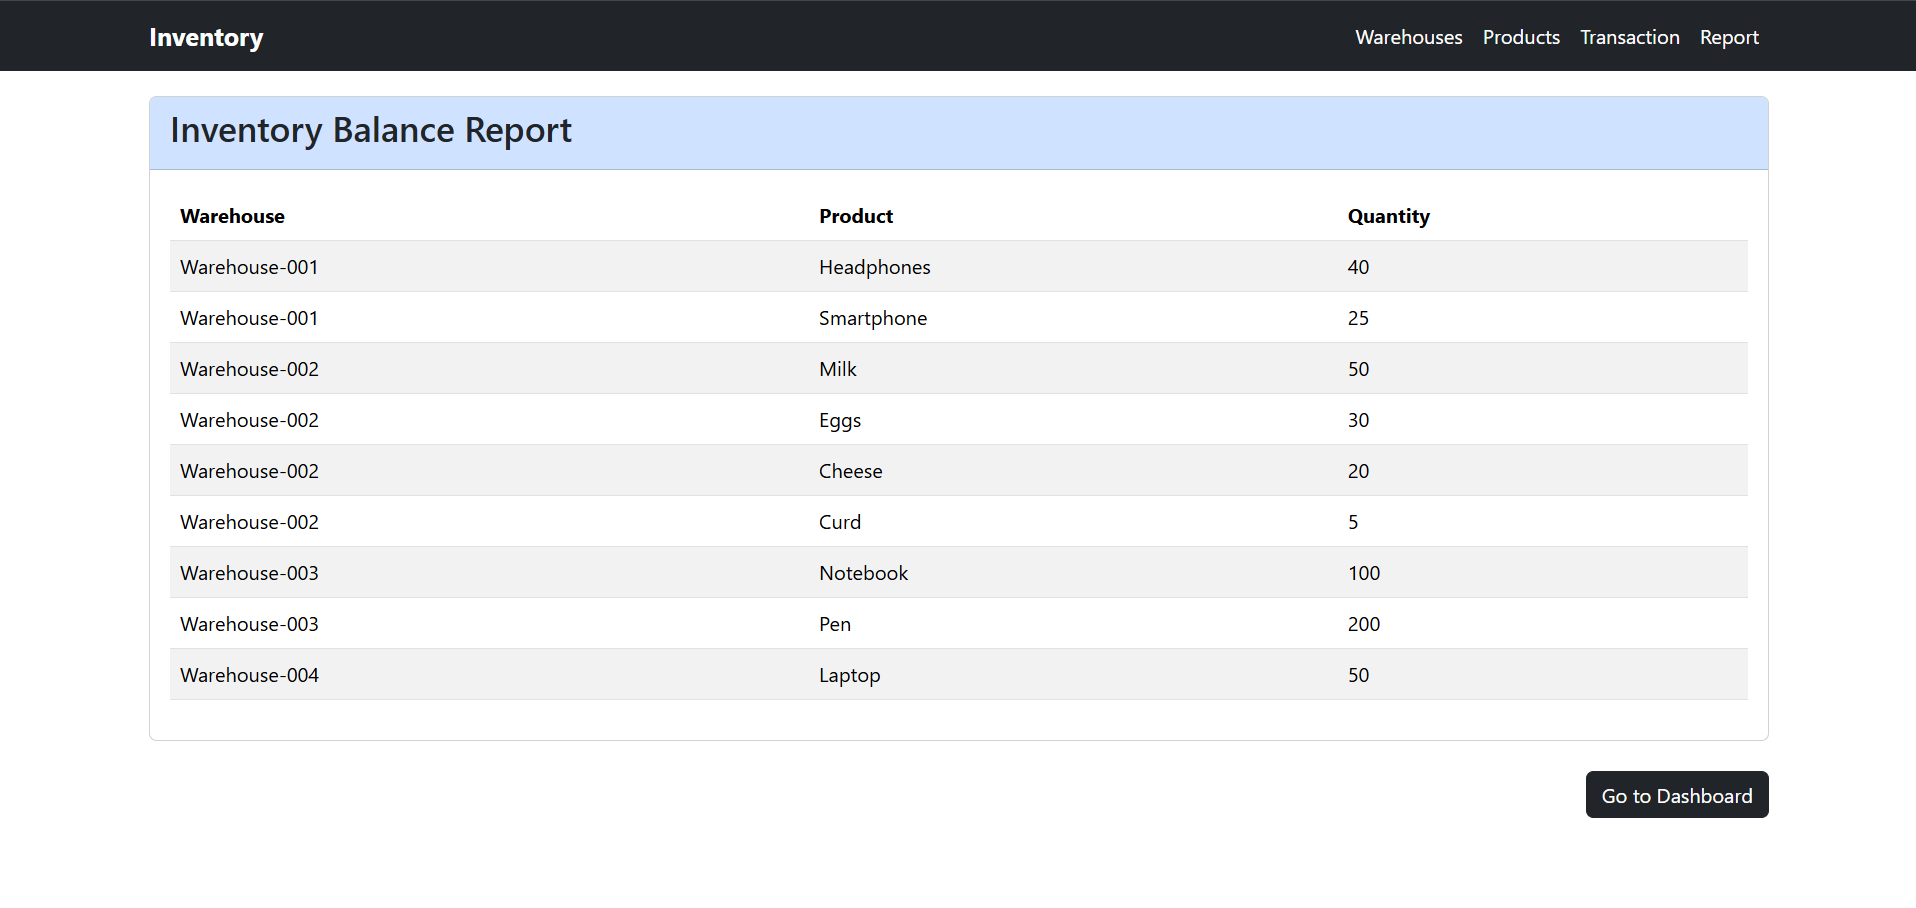 Inventory Warehouses Products Transaction Report
Inventory Balance Report
Warehouse Product Quantity
Warehouse-001 Headphones 40
Warehouse-001 Smartphone 25
Warehouse-002 Milk 50
Warehouse-002 Eggs 30
Warehouse-002 Cheese 20
Warehouse-002 Curd 5
Warehouse-003 Notebook 100
Warehouse-003 Pen 200
Warehouse-004 Laptop 50
Go to Dashboard